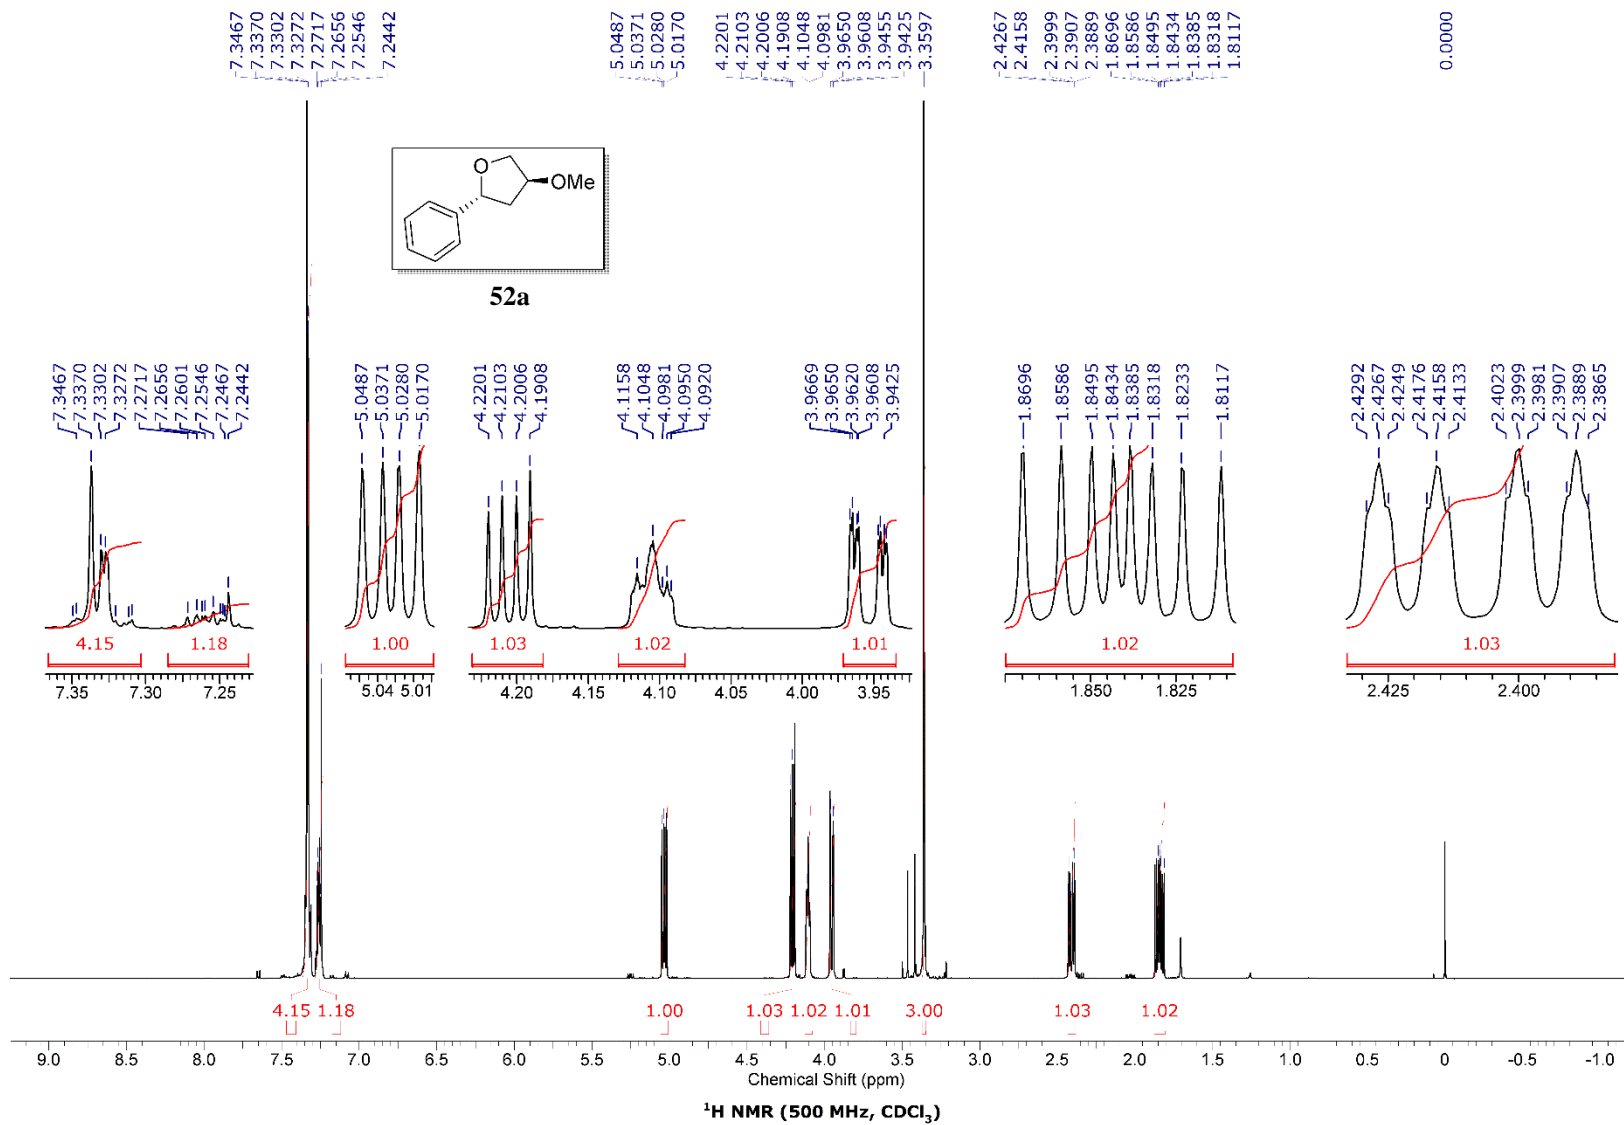 7.3467 7.3370 7.3302 7.3272 7.2717 7.2656 7.2546 7.2442 5.0487 5.0371 5.0280 5.0170 4.2201 4.2103 4.2006 4.1908 4.1048 4.0981 3.9650 3.9608 3.9455 3.9425 3.3597 2.4267 2.4158 2.3999 2.3907 2.3889 1.8696 1.8586 1.8495 1.8434 1.8385 1.8318 1.8117 0.0000
O
OMe
52a
7.3467 7.3370 7.3302 7.3272 7.2717 7.2656 7.2601 7.2546 7.2467 7.2442 5.0487 5.0371 5.0280 5.0170 4.2201 4.2103 4.2006 4.1908 4.1158 4.1048 4.0981 4.0950 4.0920 3.9669 3.9650 3.9620 3.9608 3.9425 1.8696 1.8586 1.8495 1.8434 1.8385 1.8318 1.8233 1.8117 2.4292 2.4267 2.4249 2.4176 2.4158 2.4133 2.4023 2.3999 2.3981 2.3907 2.3889 2.3865
4.15 1.18 1.00 1.03 1.02 1.01 1.02 1.03
7.35 7.30 7.25 5.04 5.01 4.20 4.15 4.10 4.05 4.00 3.95 1.850 1.825 2.425 2.400
4.15 1.18 1.00 1.03 1.02 1.01 3.00 1.03 1.02
9.0 8.5 8.0 7.5 7.0 6.5 6.0 5.5 5.0 4.5 4.0 3.5 3.0 2.5 2.0 1.5 1.0 0.5 0 -0.5 -1.0
Chemical Shift (ppm)
¹H NMR (500 MHz, CDCl₃)